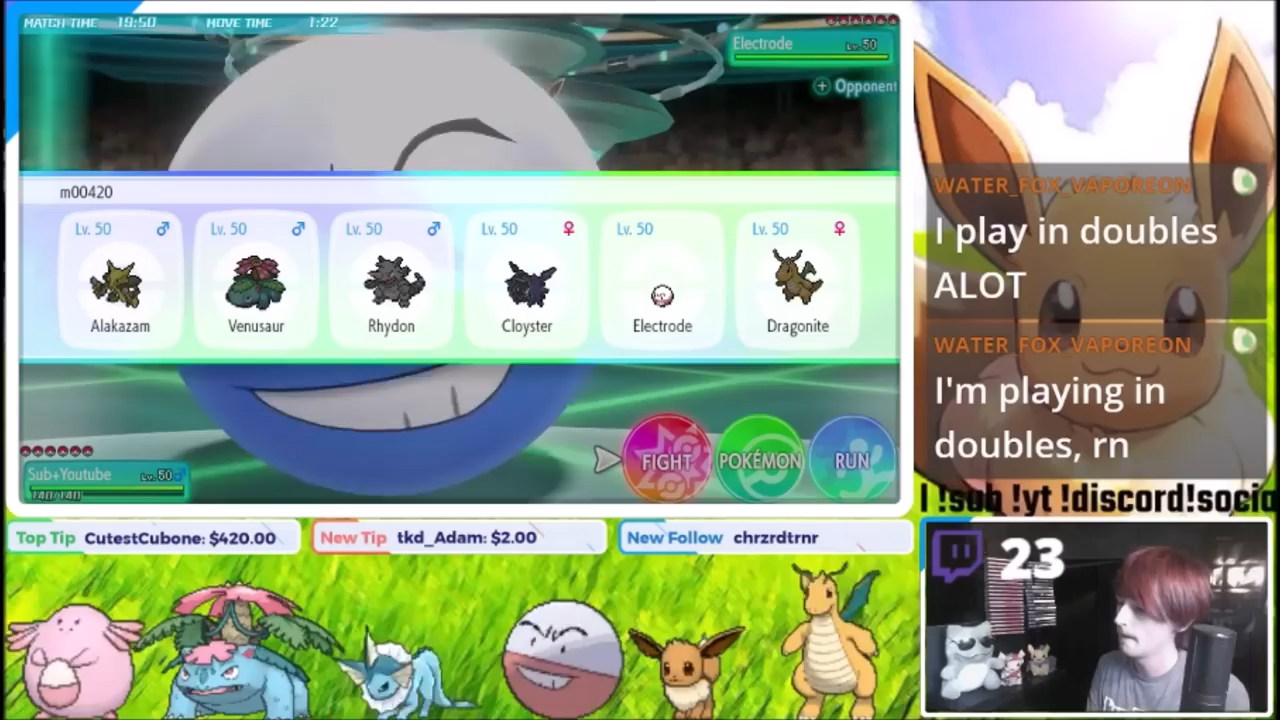 MATCH TIME 19:50 MOVE TIME 1:22
Electrode Lv. 50
Opponent
m00420
Lv. 50 Lv. 50 Lv. 50 Lv. 50 Lv. 50 Lv. 50
Alakazam Venusaur Rhydon Cloyster Electrode Dragonite
Sub+Youtube Lv. 50
140/140
FIGHT POKÉMON RUN
WATER_FOX_VAPOREON
I play in doubles
ALOT
WATER_FOX_VAPOREON
I'm playing in
doubles, rn
| !sub !yt !discord!socia
Top Tip CutestCubone: $420.00 New Tip tkd_Adam: $2.00 New Follow chrzrdtrnr
23